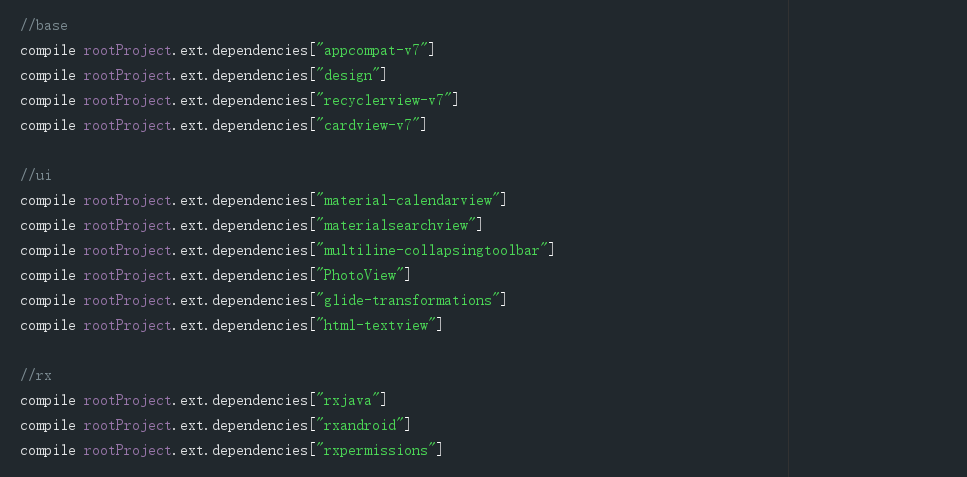 //base
compile rootProject.ext.dependencies["appcompat-v7"]
compile rootProject.ext.dependencies["design"]
compile rootProject.ext.dependencies["recyclerview-v7"]
compile rootProject.ext.dependencies["cardview-v7"]
//ui
compile rootProject.ext.dependencies["material-calendarview"]
compile rootProject.ext.dependencies["materialsearchview"]
compile rootProject.ext.dependencies["multiline-collapsingtoolbar"]
compile rootProject.ext.dependencies["PhotoView"]
compile rootProject.ext.dependencies["glide-transformations"]
compile rootProject.ext.dependencies["html-textview"]
//rx
compile rootProject.ext.dependencies["rxjava"]
compile rootProject.ext.dependencies["rxandroid"]
compile rootProject.ext.dependencies["rxpermissions"]